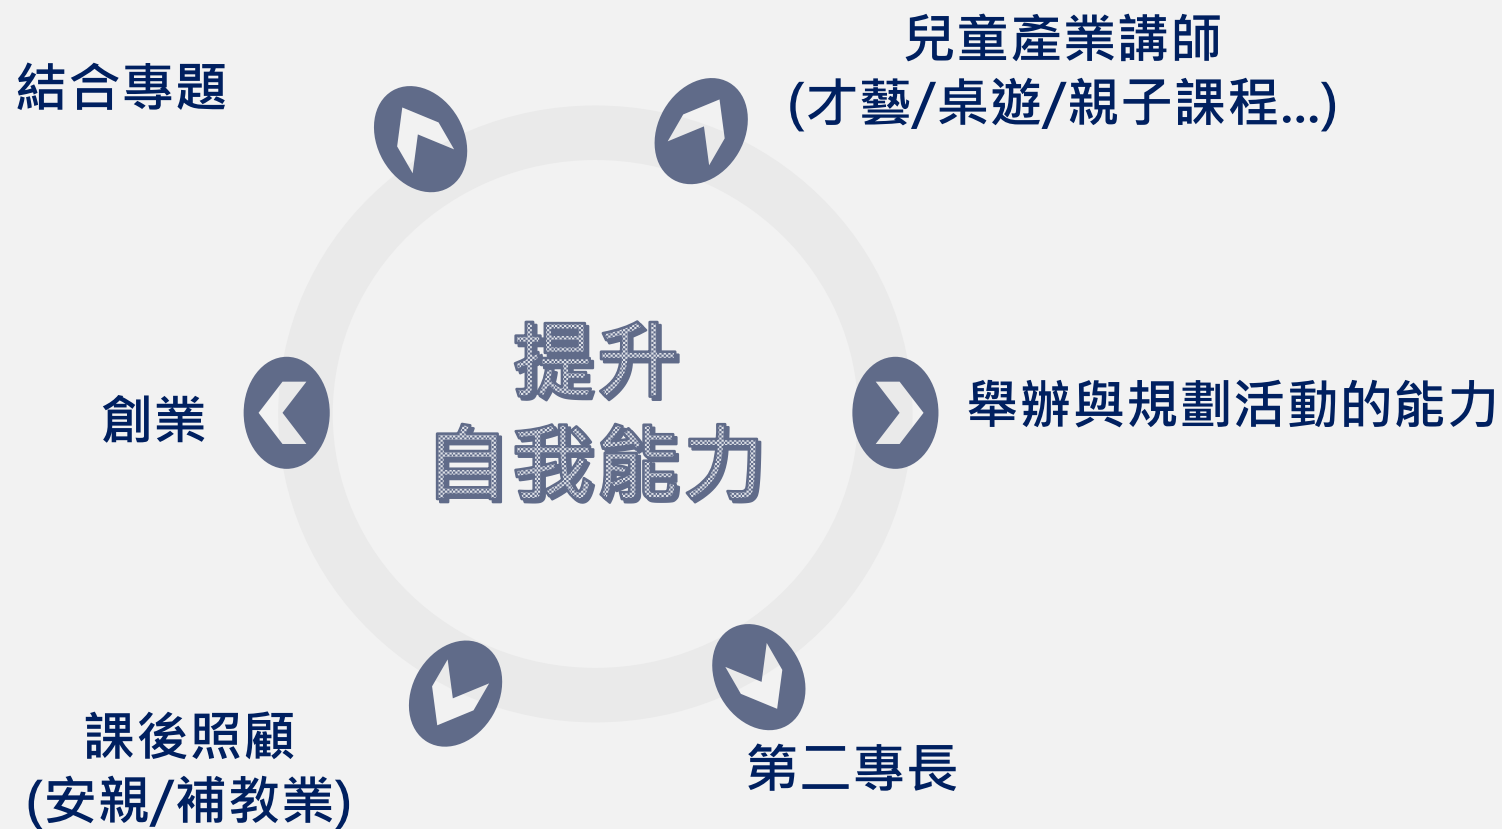 兒童產業講師
(才藝/桌遊/親子課程...)
結合專題
提升
自我能力
舉辦與規劃活動的能力
創業
課後照顧
(安親/補教業)
第二專長